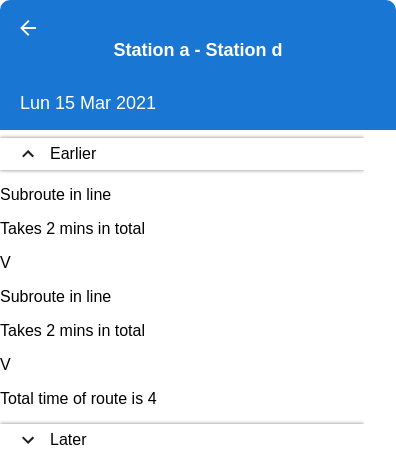 Station a - Station d
Lun 15 Mar 2021
Earlier
Subroute in line
Takes 2 mins in total
V
Subroute in line
Takes 2 mins in total
V
Total time of route is 4
Later